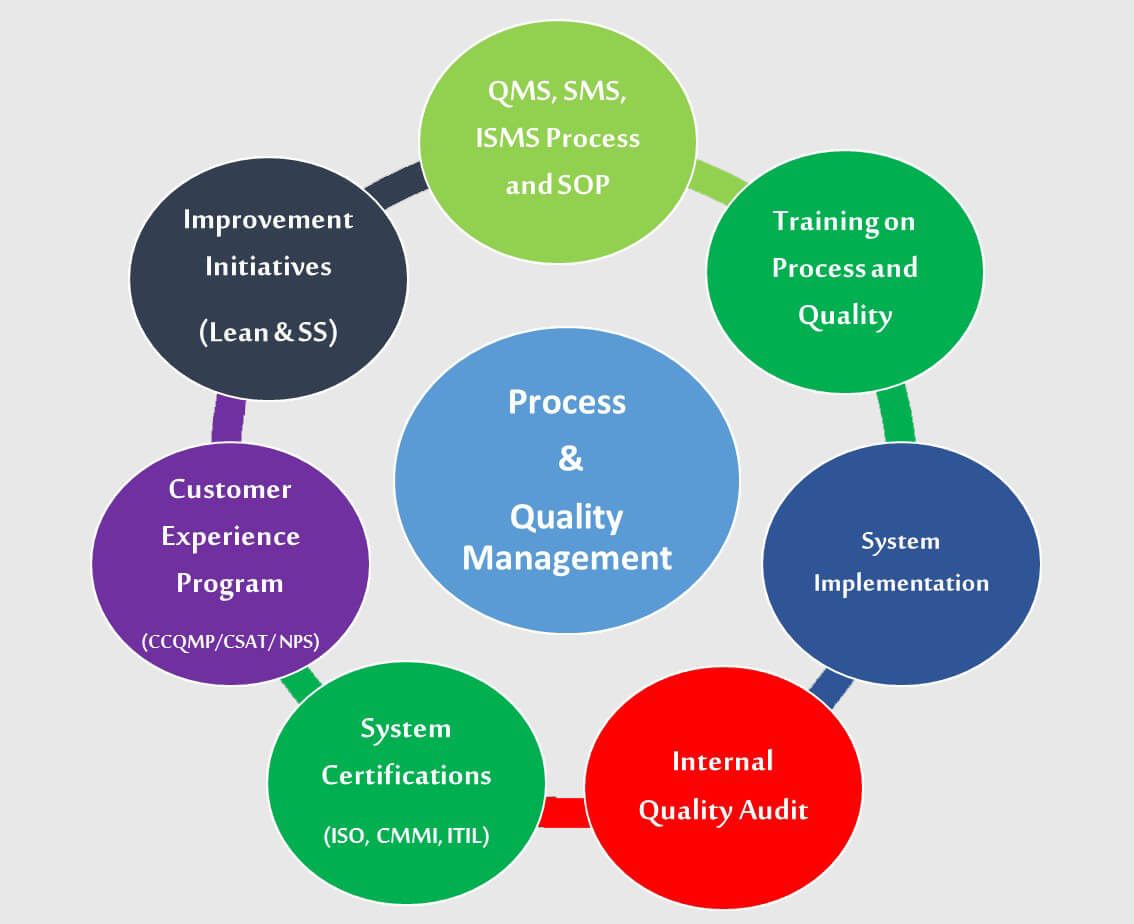 QMS, SMS,
ISMS Process
and SOP
Training on
Process and
Quality
System
Implementation
Internal
Quality Audit
System
Certifications
(ISO, CMMI, ITIL)
Customer
Experience
Program
(CCQMP/CSAT/ NPS)
Improvement
Initiatives
(Lean & SS)
Process
&
Quality
Management